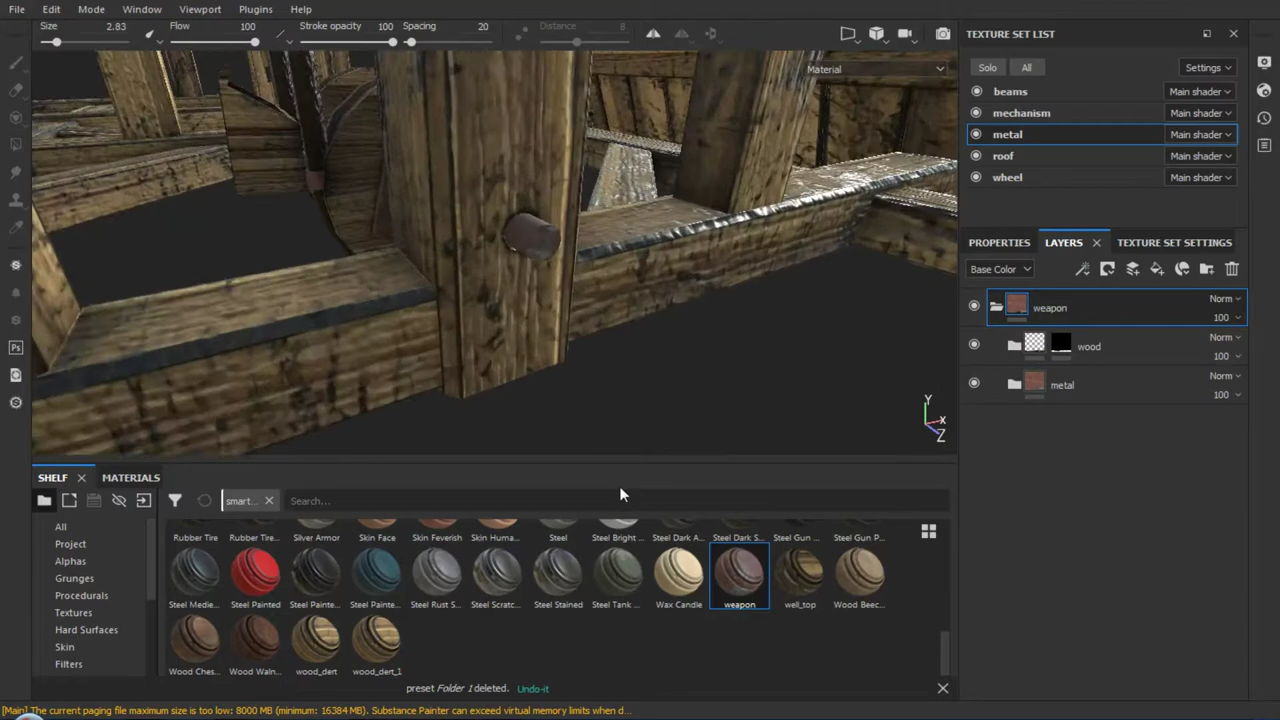 File Edit Mode Window Viewport Plugins Help
Size 2.83 Flow 100 Stroke opacity 100 Spacing 20 Distance 8
Material
TEXTURE SET LIST
Solo All Settings
beams Main shader
mechanism Main shader
metal Main shader
roof Main shader
wheel Main shader
PROPERTIES LAYERS TEXTURE SET SETTINGS
Base Color
weapon Norm 100
wood Norm 100
metal Norm 100
Y
X
Z
Ps
SHELF MATERIALS
smart... Search...
All
Project
Alphas
Grunges
Procedurals
Textures
Hard Surfaces
Skin
Filters
Rubber Tire Rubber Tire... Silver Armor Skin Face Skin Feverish Skin Huma... Steel Steel Bright ... Steel Dark A... Steel Dark S... Steel Gun ... Steel Gun P...
Steel Medie... Steel Painted Steel Painte... Steel Painte... Steel Rust S... Steel Scratc... Steel Stained Steel Tank ... Wax Candle weapon well_top Wood Beec...
Wood Ches... Wood Waln... wood_dert wood_dert_1
preset Folder 1 deleted. Undo-it
[Main] The current paging file maximum size is too low: 8000 MB (minimum: 16384 MB). Substance Painter can exceed virtual memory limits when d...